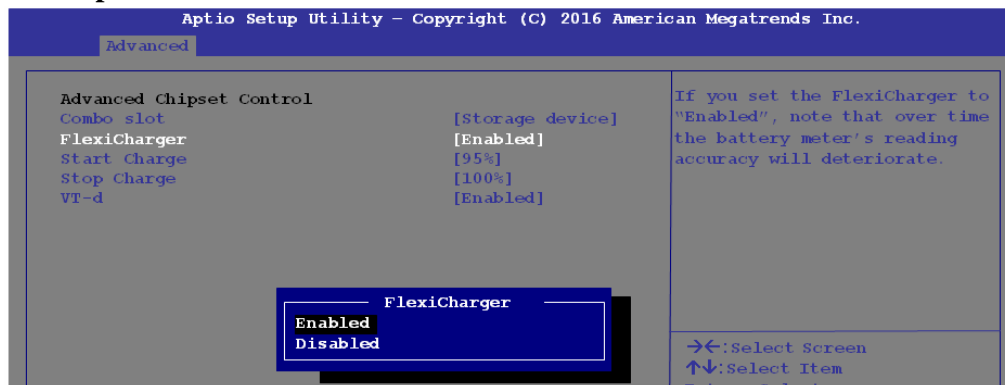 Aptio Setup Utility – Copyright (C) 2016 American Megatrends Inc.
Advanced
Advanced Chipset Control
Combo slot [Storage device]
FlexiCharger [Enabled]
Start Charge [95%]
Stop Charge [100%]
VT-d [Enabled]
If you set the FlexiCharger to
"Enabled", note that over time
the battery meter's reading
accuracy will deteriorate.
FlexiCharger
Enabled
Disabled
→←:Select Screen
↑↓:Select Item